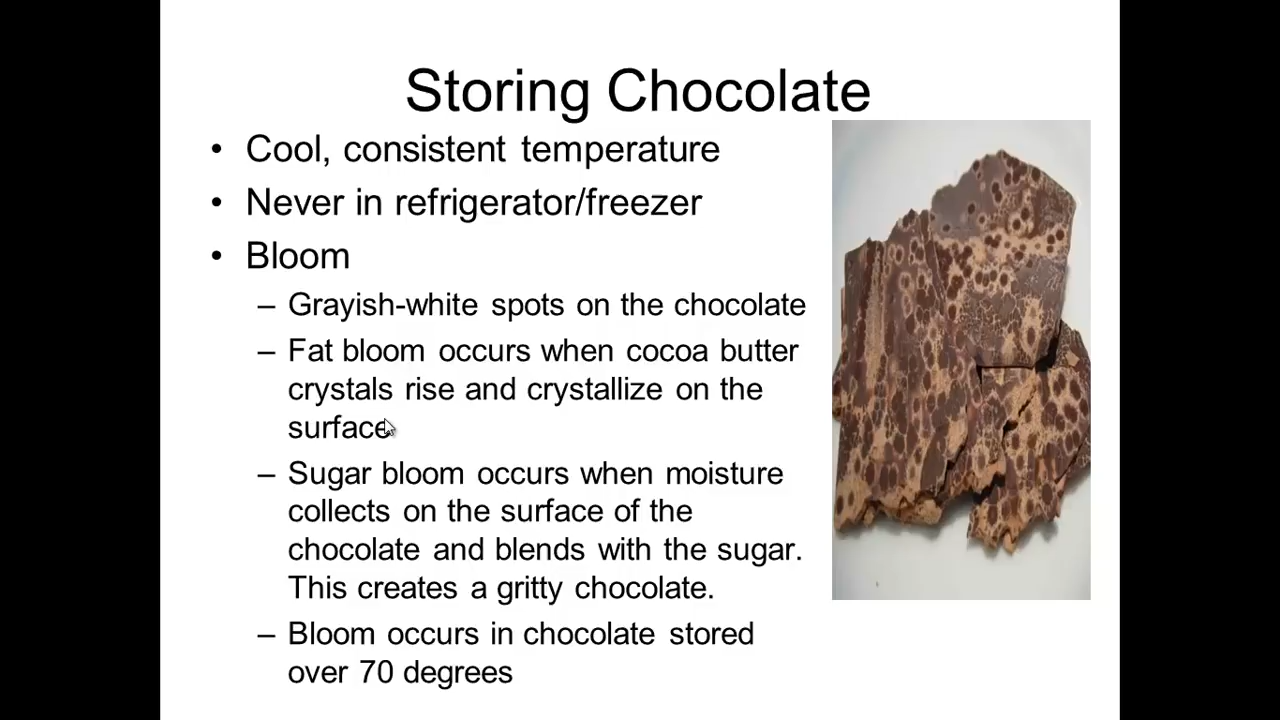 Storing Chocolate
• Cool, consistent temperature
• Never in refrigerator/freezer
• Bloom
– Grayish-white spots on the chocolate
– Fat bloom occurs when cocoa butter
crystals rise and crystallize on the
surface
– Sugar bloom occurs when moisture
collects on the surface of the
chocolate and blends with the sugar.
This creates a gritty chocolate.
– Bloom occurs in chocolate stored
over 70 degrees